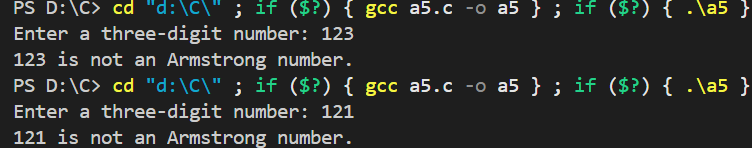 PS D:\C> cd "d:\C\" ; if ($?) { gcc a5.c -o a5 } ; if ($?) { .\a5 }
Enter a three-digit number: 123
123 is not an Armstrong number.
PS D:\C> cd "d:\C\" ; if ($?) { gcc a5.c -o a5 } ; if ($?) { .\a5 }
Enter a three-digit number: 121
121 is not an Armstrong number.